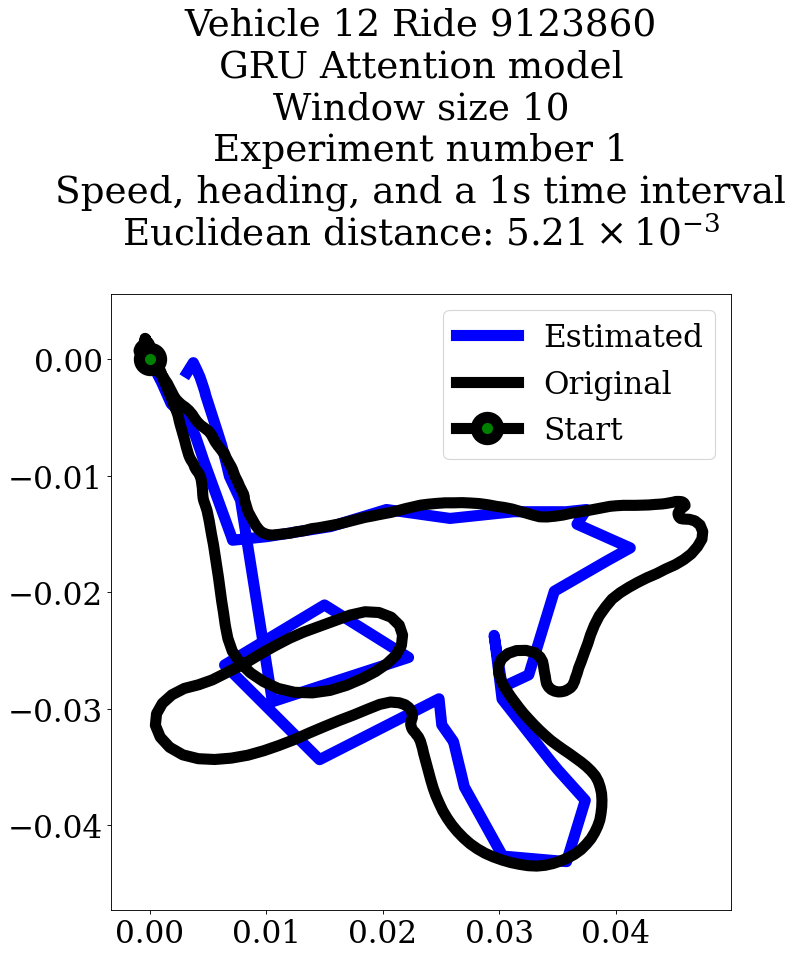 Vehicle 12 Ride 9123860
GRU Attention model
Window size 10
Experiment number 1
Speed, heading, and a 1s time interval
Euclidean distance: 5.21 × 10⁻³
Estimated
Original
Start
0.00
−0.01
−0.02
−0.03
−0.04
0.00 0.01 0.02 0.03 0.04